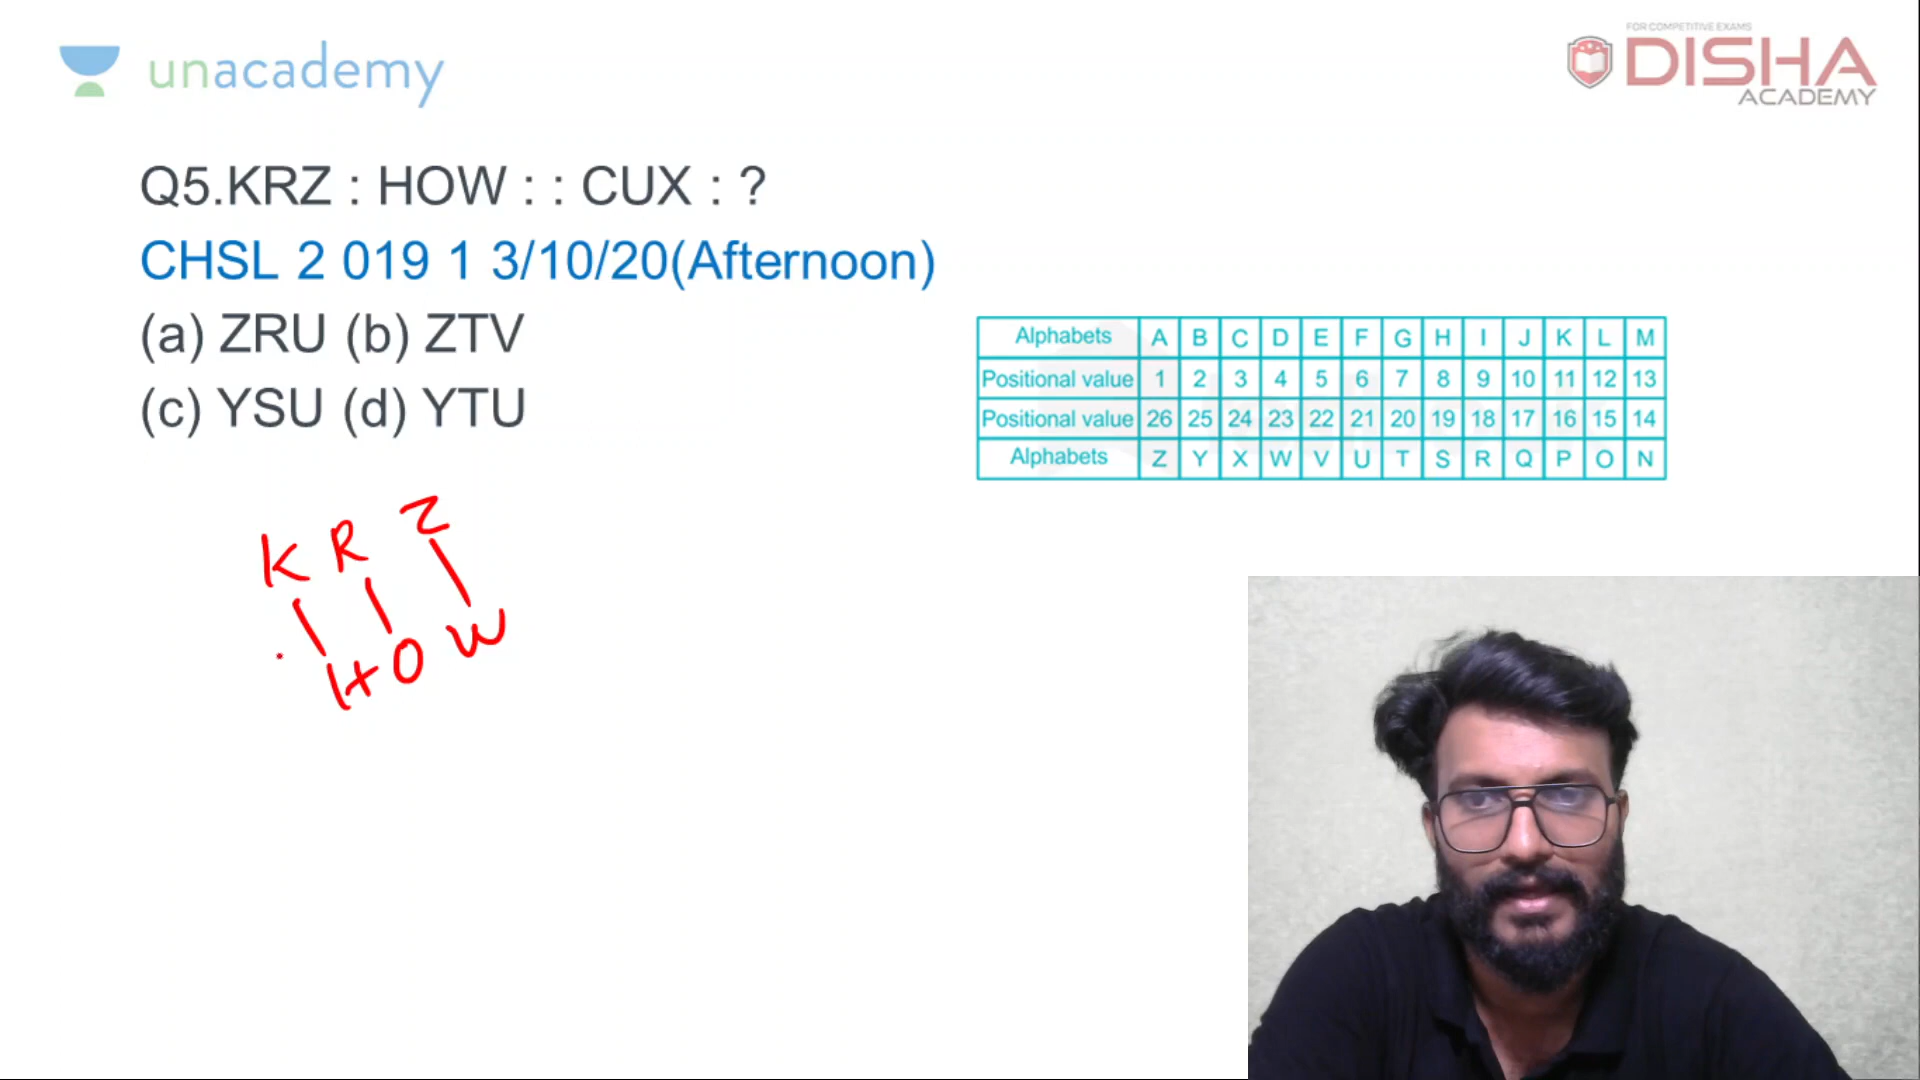 unacademy
FOR COMPETITIVE EXAMS
DISHA
ACADEMY
Q5.KRZ : HOW : : CUX : ?
CHSL 2 019 1 3/10/20(Afternoon)
(a) ZRU (b) ZTV
(c) YSU (d) YTU
Alphabets A B C D E F G H I J K L M
Positional value 1 2 3 4 5 6 7 8 9 10 11 12 13
Positional value 26 25 24 23 22 21 20 19 18 17 16 15 14
Alphabets Z Y X W V U T S R Q P O N
K R Z
H O W